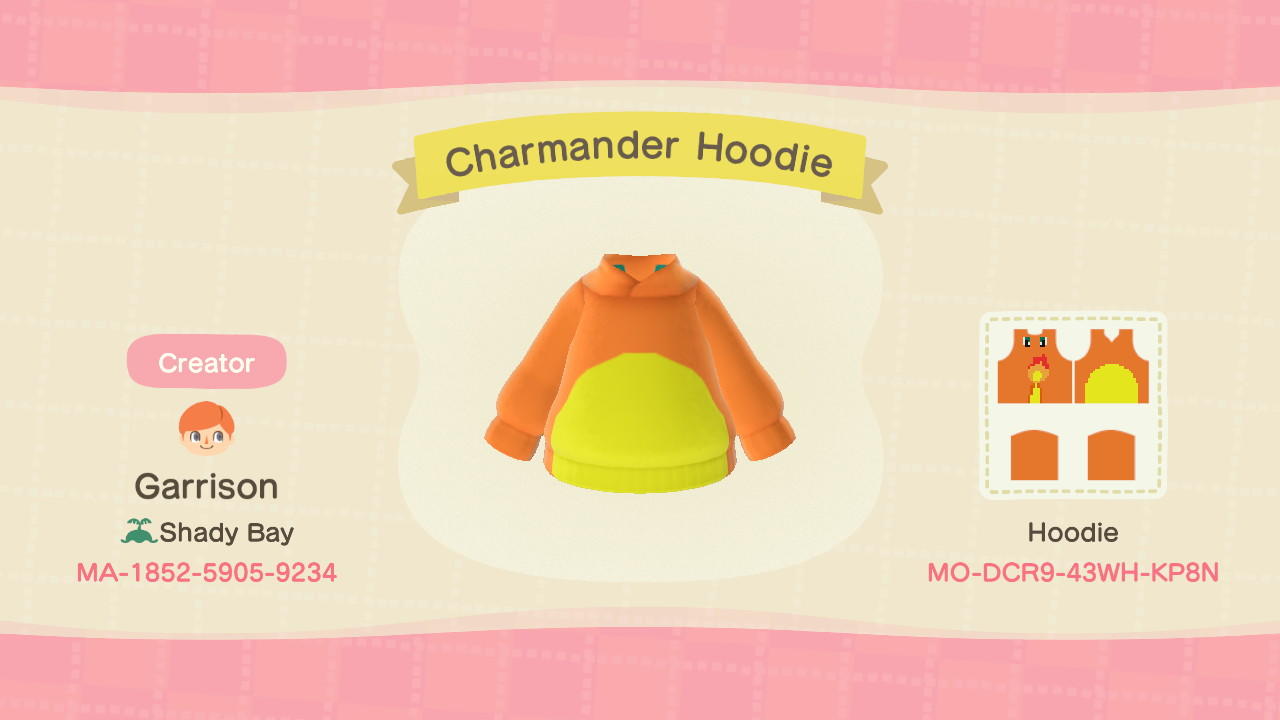 Charmander Hoodie
Creator
Garrison
Shady Bay
MA-1852-5905-9234
Hoodie
MO-DCR9-43WH-KP8N